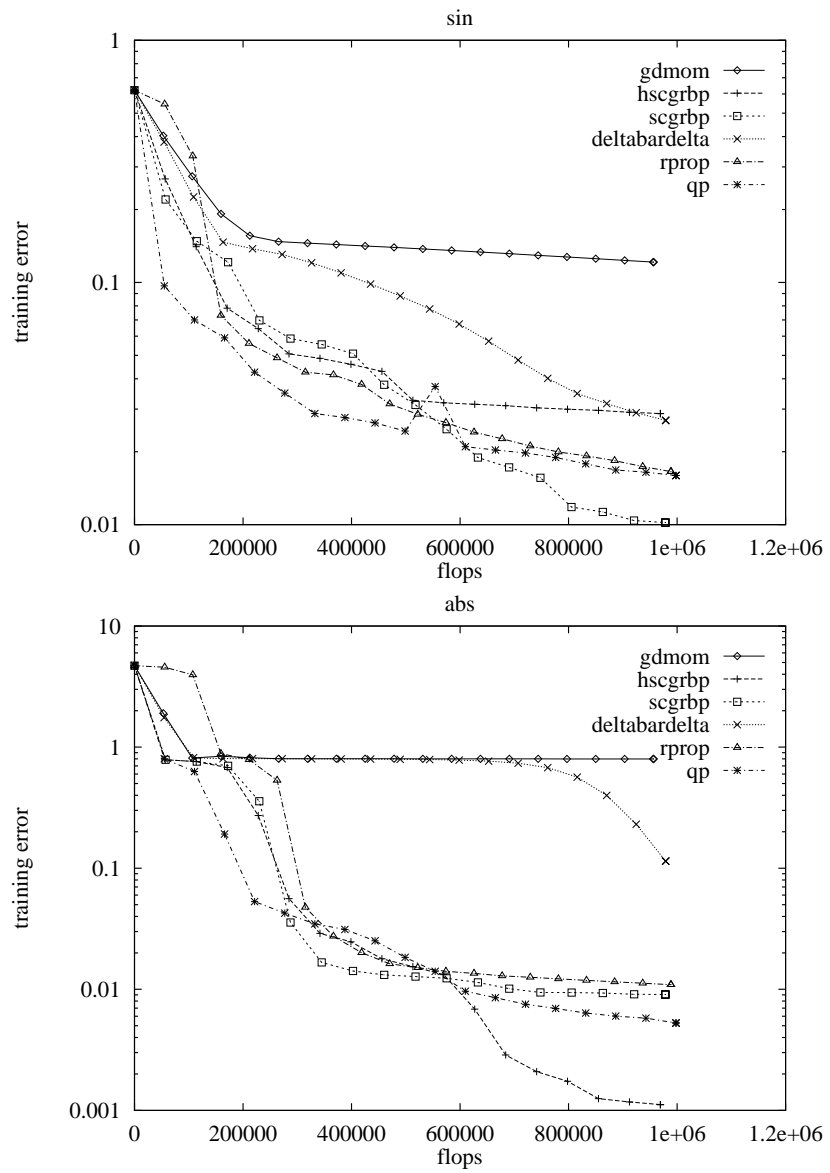 sin
1
gdmom
hscgrbp
scgrbp
deltabardelta
rprop
qp
training error
0.1
0.01
0 200000 400000 600000 800000 1e+06 1.2e+06
flops
abs
10
gdmom
hscgrbp
scgrbp
deltabardelta
rprop
qp
1
training error
0.1
0.01
0.001
0 200000 400000 600000 800000 1e+06 1.2e+06
flops